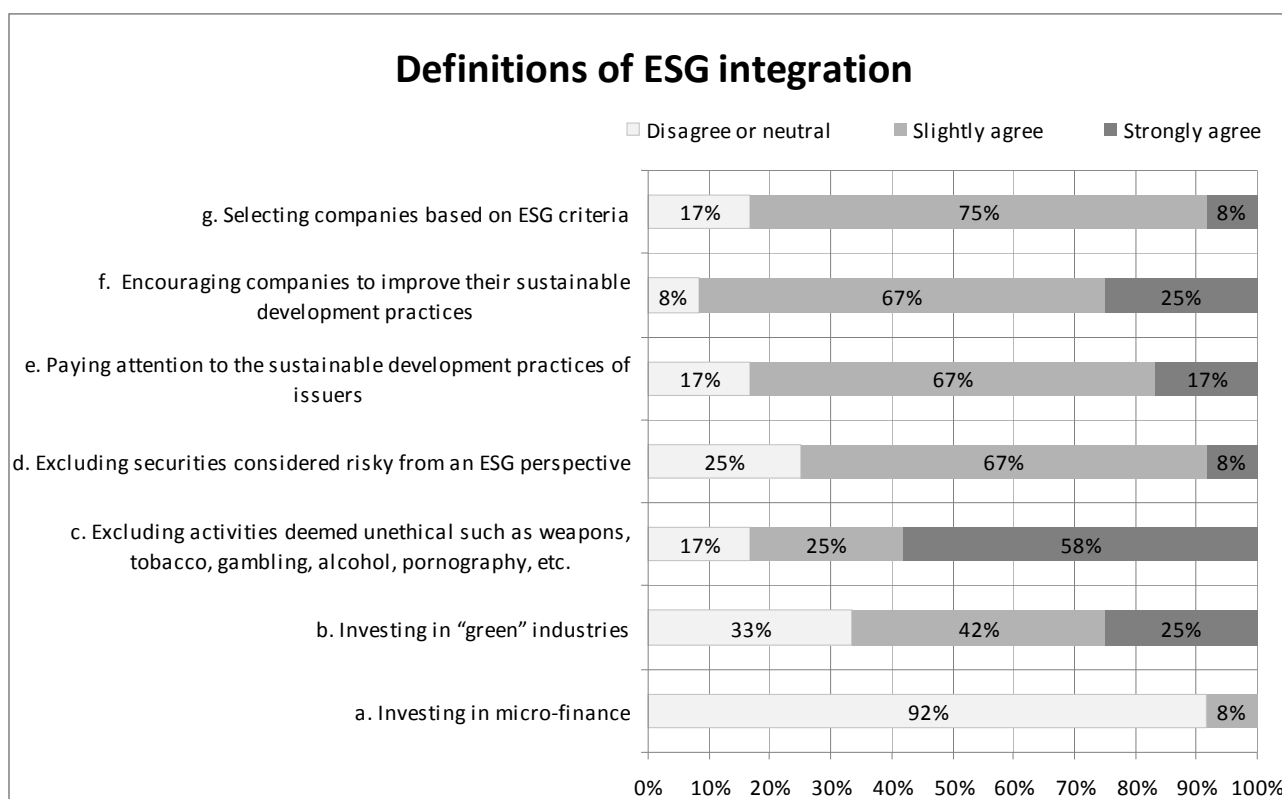 Definitions of ESG integration
Disagree or neutral Slightly agree Strongly agree
g. Selecting companies based on ESG criteria 17% 75% 8%
f. Encouraging companies to improve their sustainable
development practices
8% 67% 25%
e. Paying attention to the sustainable development practices of
issuers
17% 67% 17%
d. Excluding securities considered risky from an ESG perspective 25% 67% 8%
c. Excluding activities deemed unethical such as weapons,
tobacco, gambling, alcohol, pornography, etc.
17% 25% 58%
b. Investing in “green” industries 33% 42% 25%
a. Investing in micro-finance 92% 8%
0% 10% 20% 30% 40% 50% 60% 70% 80% 90% 100%